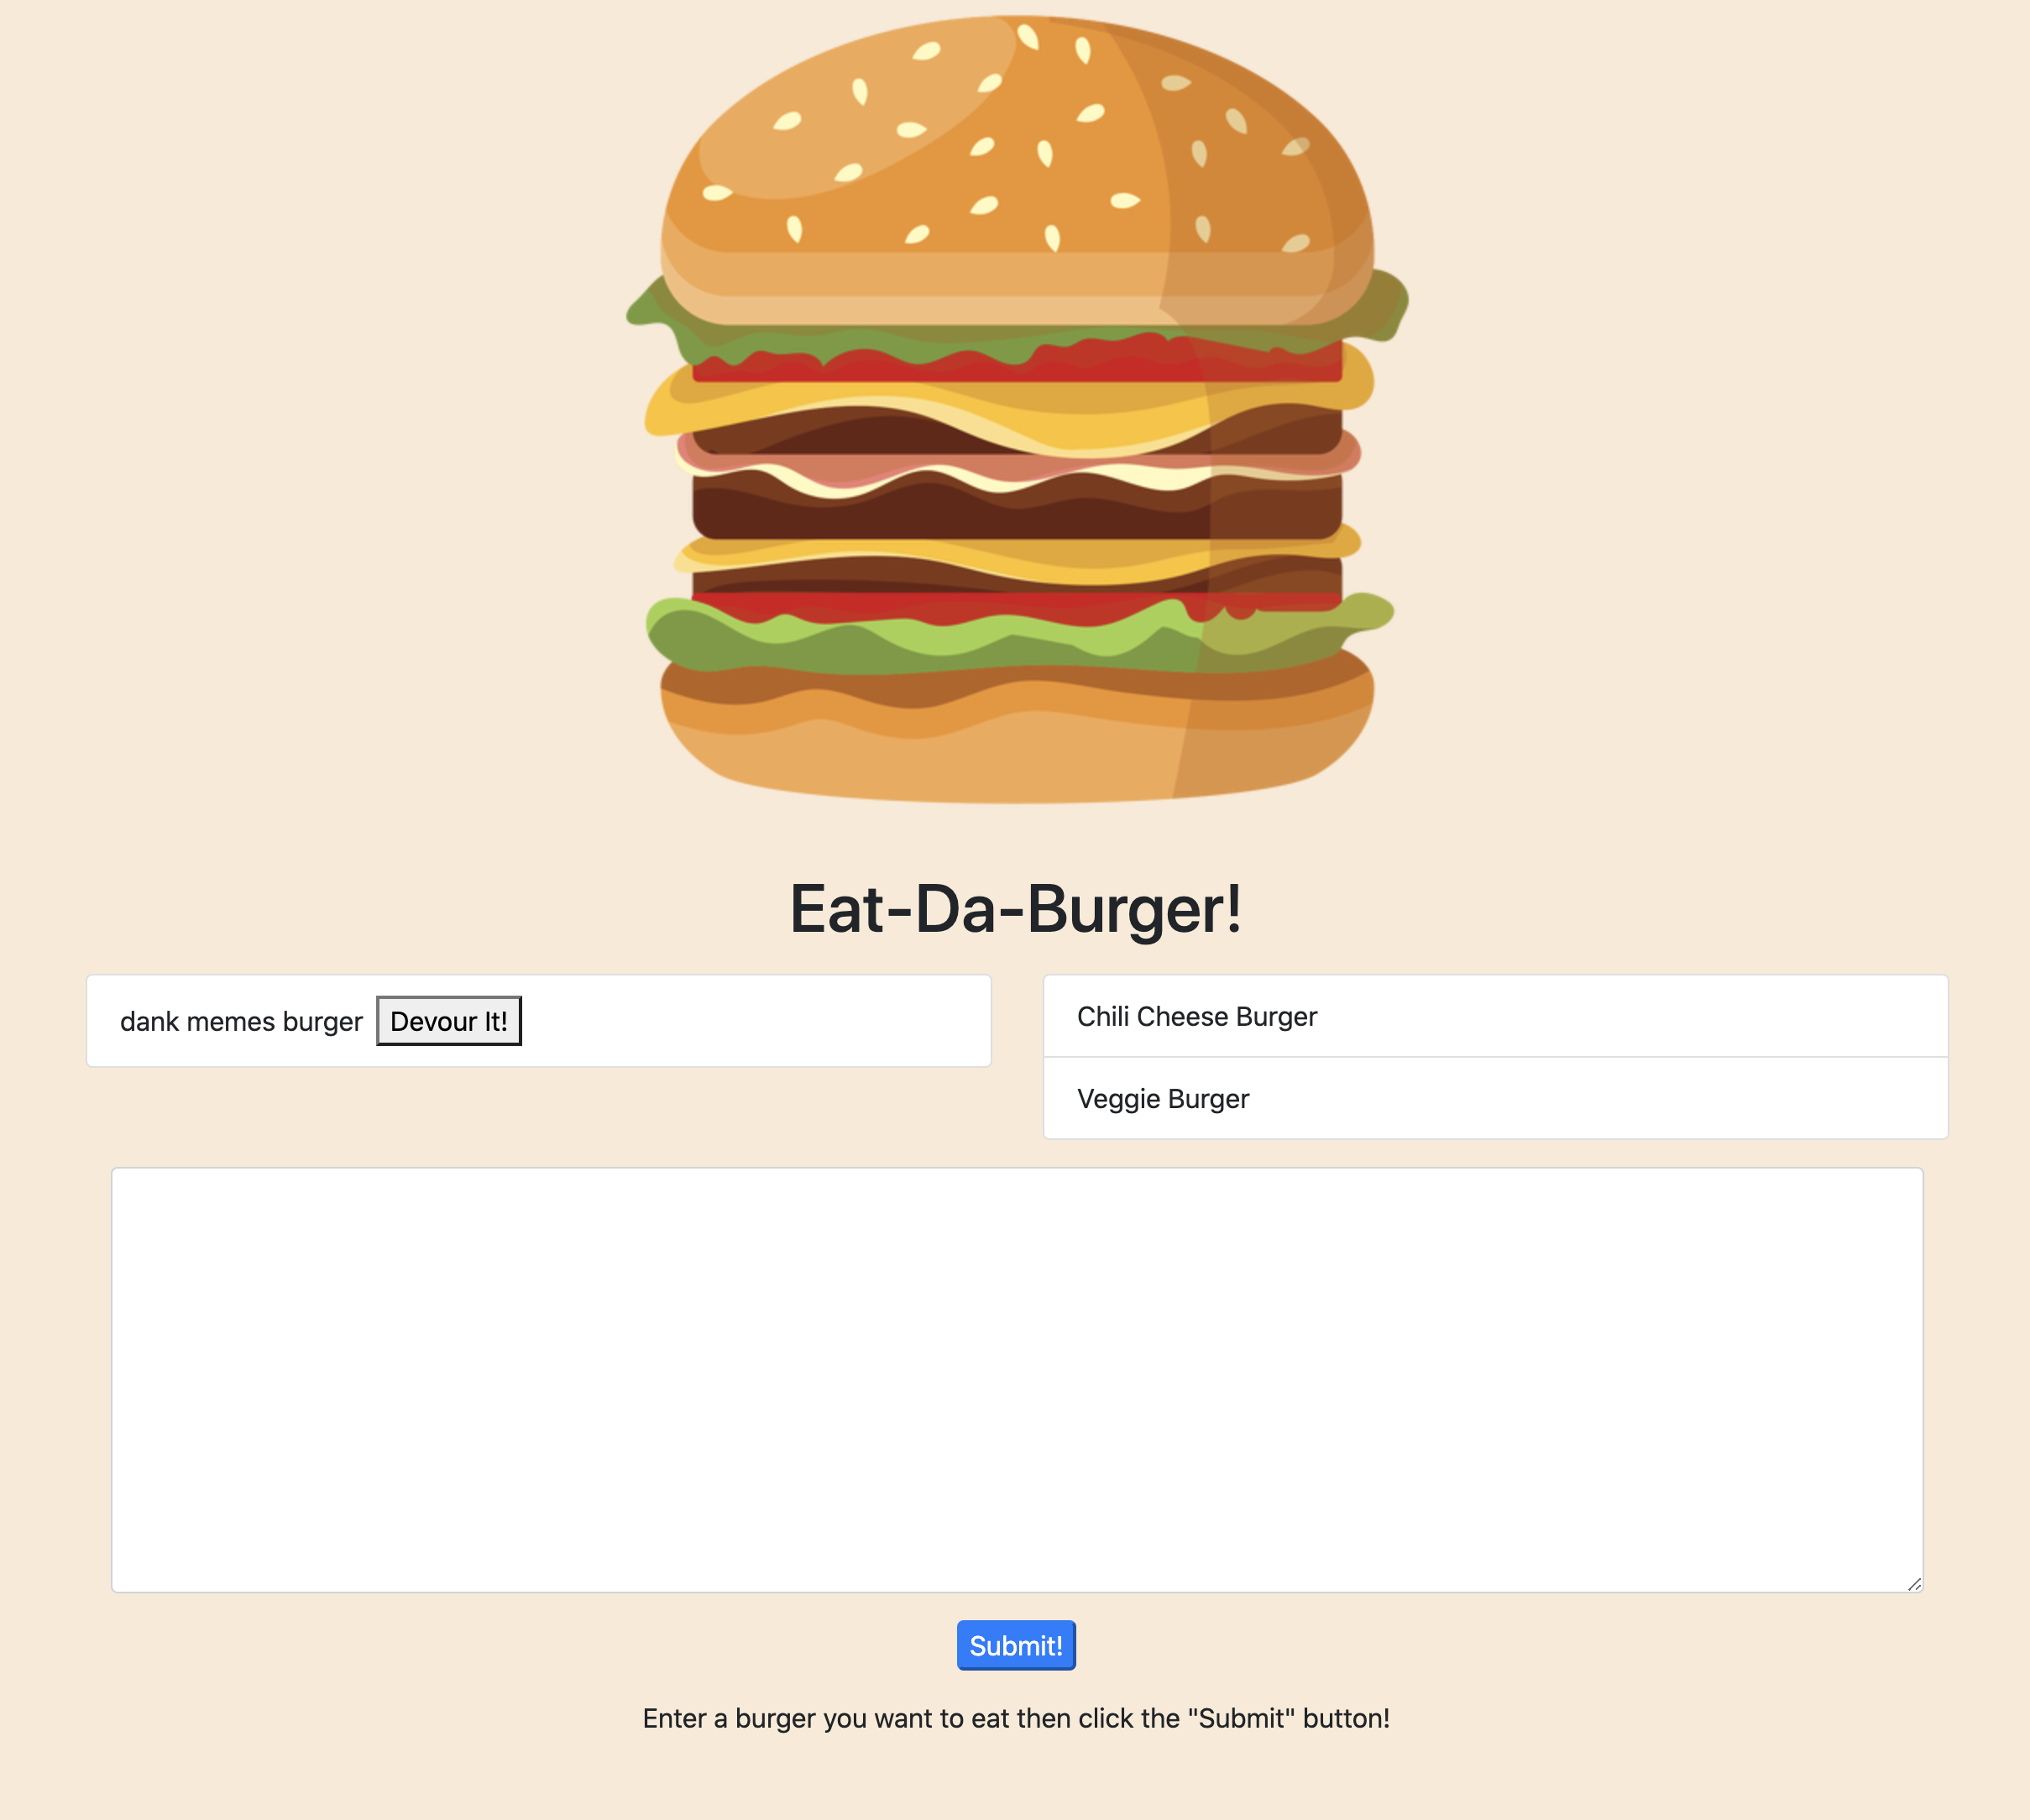 Eat-Da-Burger!
dank memes burger Devour It!
Chili Cheese Burger
Veggie Burger
Submit!
Enter a burger you want to eat then click the "Submit" button!